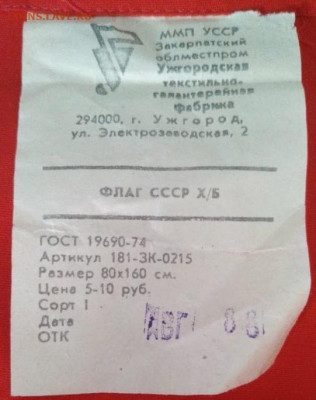 ММП УССР
Закарпатский
облместпром
Ужгородская
текстильно-
галантерейная
фабрика
294000, г. Ужгород,
ул. Электрозаводская, 2
ФЛАГ СССР Х/Б
ГОСТ 19690-74
Артикул 181-ЗК-0215
Размер 80х160 см.
Цена 5-10 руб.
Сорт I
Дата
ОТК